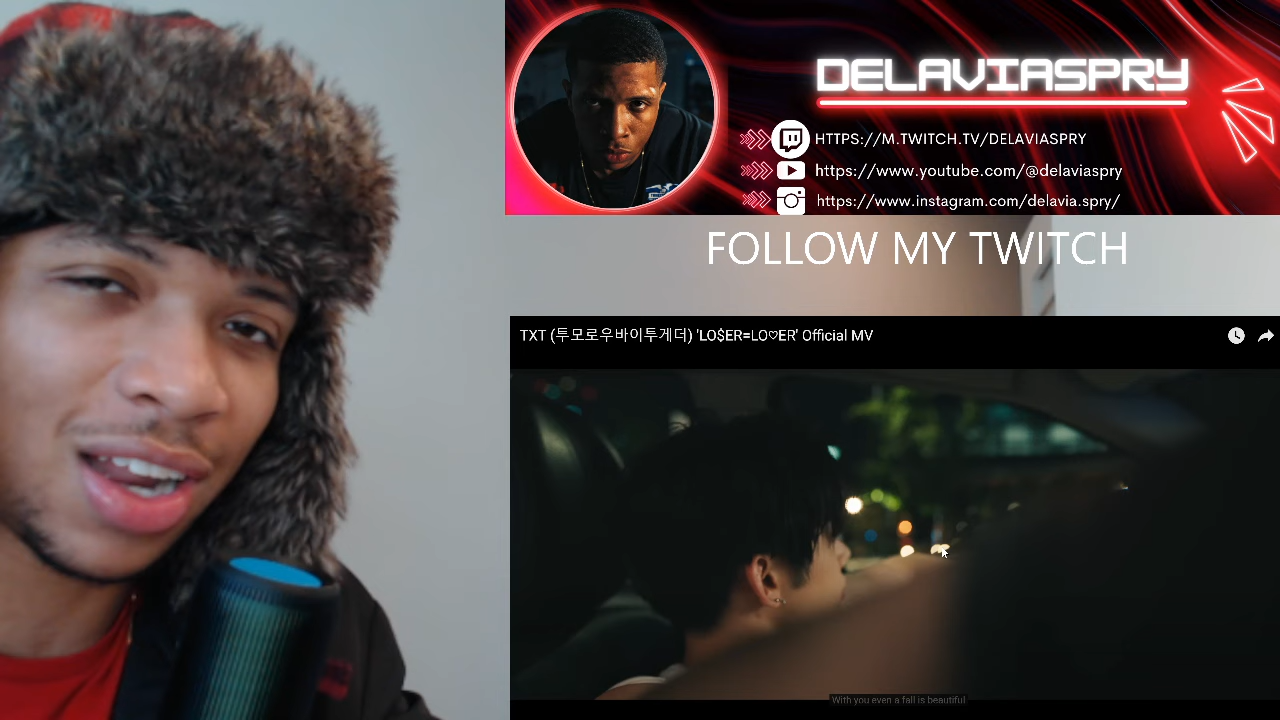 DELAVIASPRY
HTTPS://M.TWITCH.TV/DELAVIASPRY
https://www.youtube.com/@delaviaspry
https://www.instagram.com/delavia.spry/
FOLLOW MY TWITCH
TXT (투모로우바이투게더) 'LO$ER=LO♡ER' Official MV
With you even a fall is beautiful